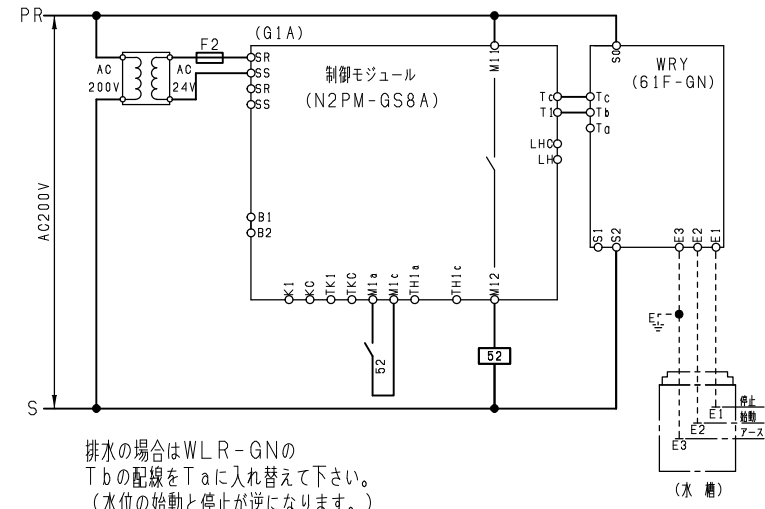 PR
(G1A)
F2
SR
SS
SR
SS
AC
200V
AC
24V
制御モジュール
(N2PM-GS8A)
M11
Tc
T1
LHC
LH
S0
WRY
(61F-GN)
Tc
Tb
Ta
AC200V
B1
B2
S1
S2
E3
E2
E1
K1
KC
TK1
TKC
M1a
M1c
TH1a
TH1c
M12
E
52
52
S
E1
停止
E2
始動
E3
アース
(水 槽)
排水の場合はWLR-GNの
Tbの配線をTaに入れ替えて下さい。
(水位の始動と停止が逆になります。)